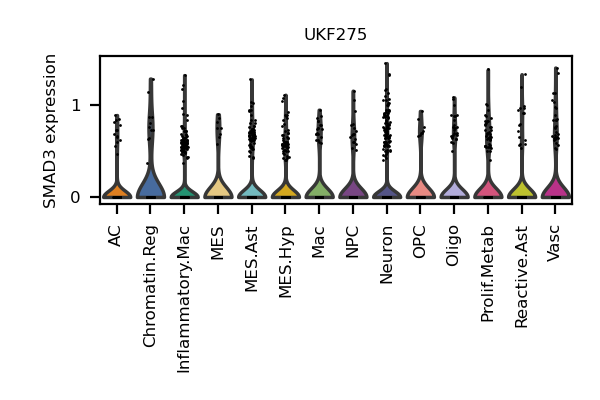 UKF275
SMAD3 expression
1
0
AC
Chromatin.Reg
Inflammatory.Mac
MES
MES.Ast
MES.Hyp
Mac
NPC
Neuron
OPC
Oligo
Prolif.Metab
Reactive.Ast
Vasc